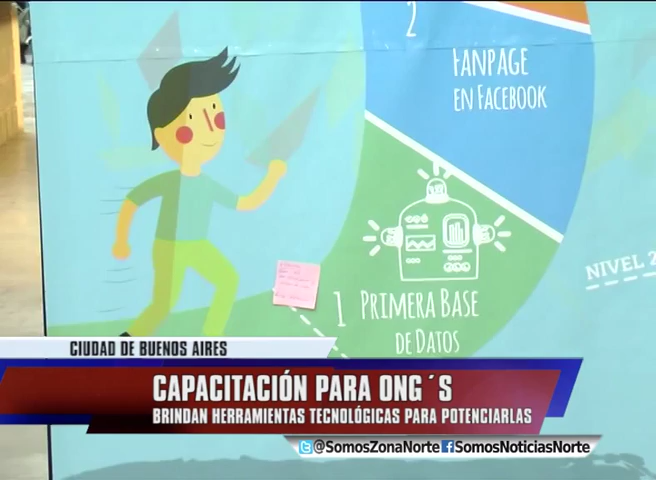 2
FANPAGE
EN FACEBOOK
NIVEL 2
1 PRIMERA BASE
DE DATOS
CIUDAD DE BUENOS AIRES
CAPACITACIÓN PARA ONG´S
BRINDAN HERRAMIENTAS TECNOLÓGICAS PARA POTENCIARLAS
@SomosZonaNorte SomosNoticiasNorte